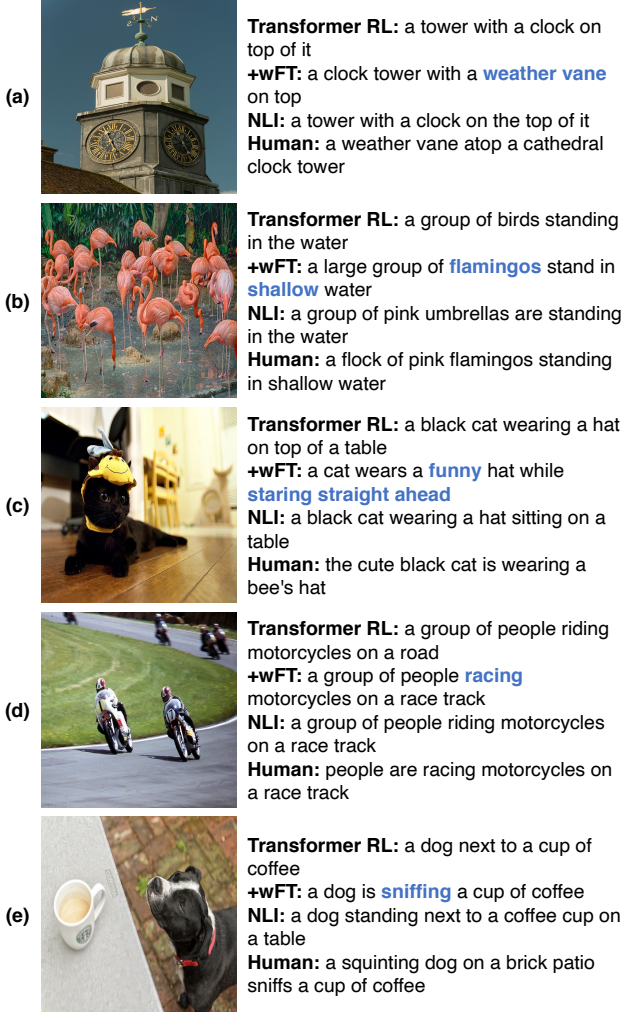 (a)
Transformer RL: a tower with a clock on
top of it
+wFT: a clock tower with a weather vane
on top
NLI: a tower with a clock on the top of it
Human: a weather vane atop a cathedral
clock tower
(b)
Transformer RL: a group of birds standing
in the water
+wFT: a large group of flamingos stand in
shallow water
NLI: a group of pink umbrellas are standing
in the water
Human: a flock of pink flamingos standing
in shallow water
(c)
Transformer RL: a black cat wearing a hat
on top of a table
+wFT: a cat wears a funny hat while
staring straight ahead
NLI: a black cat wearing a hat sitting on a
table
Human: the cute black cat is wearing a
bee's hat
(d)
Transformer RL: a group of people riding
motorcycles on a road
+wFT: a group of people racing
motorcycles on a race track
NLI: a group of people riding motorcycles
on a race track
Human: people are racing motorcycles on
a race track
(e)
Transformer RL: a dog next to a cup of
coffee
+wFT: a dog is sniffing a cup of coffee
NLI: a dog standing next to a coffee cup on
a table
Human: a squinting dog on a brick patio
sniffs a cup of coffee